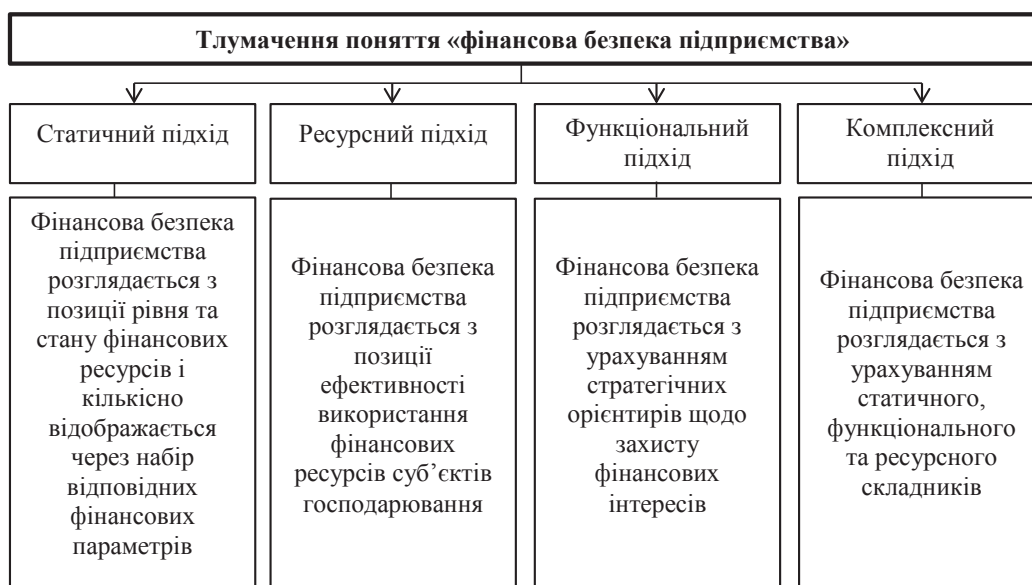 Тлумачення поняття «фінансова безпека підприємства»
Статичний підхід
Ресурсний підхід
Функціональний
підхід
Комплексний
підхід
Фінансова безпека
підприємства
розглядається з
позиції рівня та
стану фінансових
ресурсів і
кількісно
відображається
через набір
відповідних
фінансових
параметрів
Фінансова безпека
підприємства
розглядається з
позиції
ефективності
використання
фінансових
ресурсів суб’єктів
господарювання
Фінансова безпека
підприємства
розглядається з
урахуванням
стратегічних
орієнтирів щодо
захисту
фінансових
інтересів
Фінансова безпека
підприємства
розглядається з
урахуванням
статичного,
функціонального
та ресурсного
складників